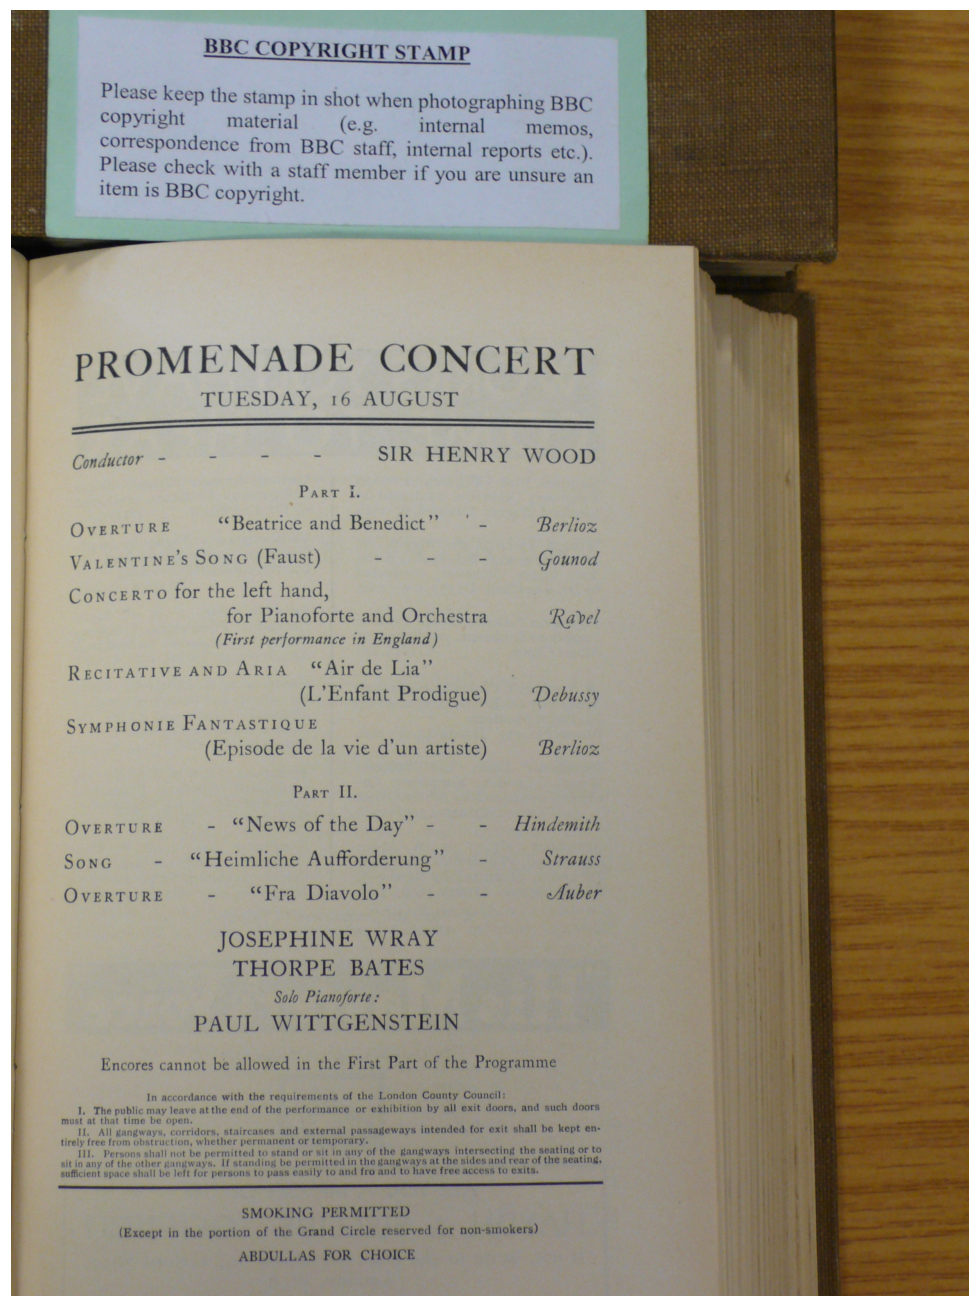 BBC COPYRIGHT STAMP
Please keep the stamp in shot when photographing BBC
copyright material (e.g. internal memos,
correspondence from BBC staff, internal reports etc.).
Please check with a staff member if you are unsure an
item is BBC copyright.
PROMENADE CONCERT
TUESDAY, 16 AUGUST
Conductor - - - - SIR HENRY WOOD
PART I.
OVERTURE "Beatrice and Benedict" - Berlioz
VALENTINE'S SONG (Faust) - - - Gounod
CONCERTO for the left hand,
for Pianoforte and Orchestra Ravel
(First performance in England)
RECITATIVE AND ARIA "Air de Lia"
(L'Enfant Prodigue) Debussy
SYMPHONIE FANTASTIQUE
(Episode de la vie d'un artiste) Berlioz
PART II.
OVERTURE - "News of the Day" - - Hindemith
SONG - "Heimliche Aufforderung" - Strauss
OVERTURE - "Fra Diavolo" - - Auber
JOSEPHINE WRAY
THORPE BATES
Solo Pianoforte:
PAUL WITTGENSTEIN
Encores cannot be allowed in the First Part of the Programme
In accordance with the requirements of the London County Council:
I. The public may leave at the end of the performance or exhibition by all exit doors, and such doors
must at that time be open.
II. All gangways, corridors, staircases and external passageways intended for exit shall be kept en-
tirely free from obstruction, whether permanent or temporary.
III. Persons shall not be permitted to stand or sit in any of the gangways intersecting the seating or to
sit in any of the other gangways. If standing be permitted in the gangways at the sides and rear of the seating,
sufficient space shall be left for persons to pass easily to and fro and to have free access to exits.
SMOKING PERMITTED
(Except in the portion of the Grand Circle reserved for non-smokers)
ABDULLAS FOR CHOICE